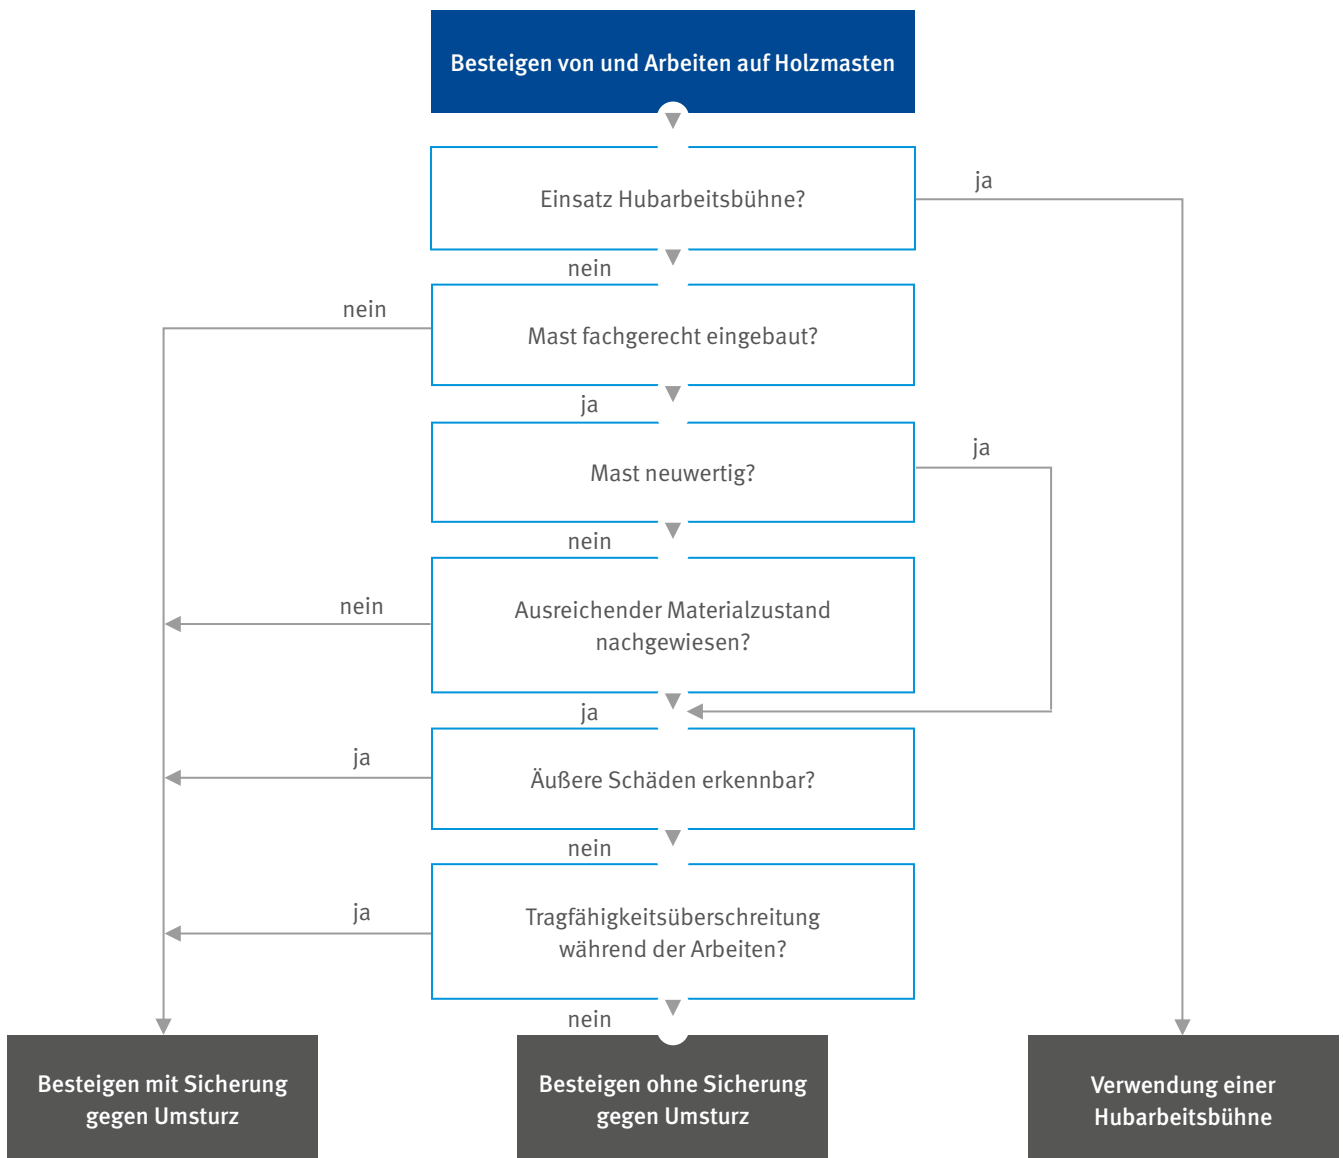 Besteigen von und Arbeiten auf Holzmasten
Einsatz Hubarbeitsbühne?
ja
nein
nein
Mast fachgerecht eingebaut?
ja
Mast neuwertig?
ja
nein
nein
Ausreichender Materialzustand
nachgewiesen?
ja
ja
Äußere Schäden erkennbar?
nein
ja
Tragfähigkeitsüberschreitung
während der Arbeiten?
nein
Besteigen mit Sicherung
gegen Umsturz
Besteigen ohne Sicherung
gegen Umsturz
Verwendung einer
Hubarbeitsbühne